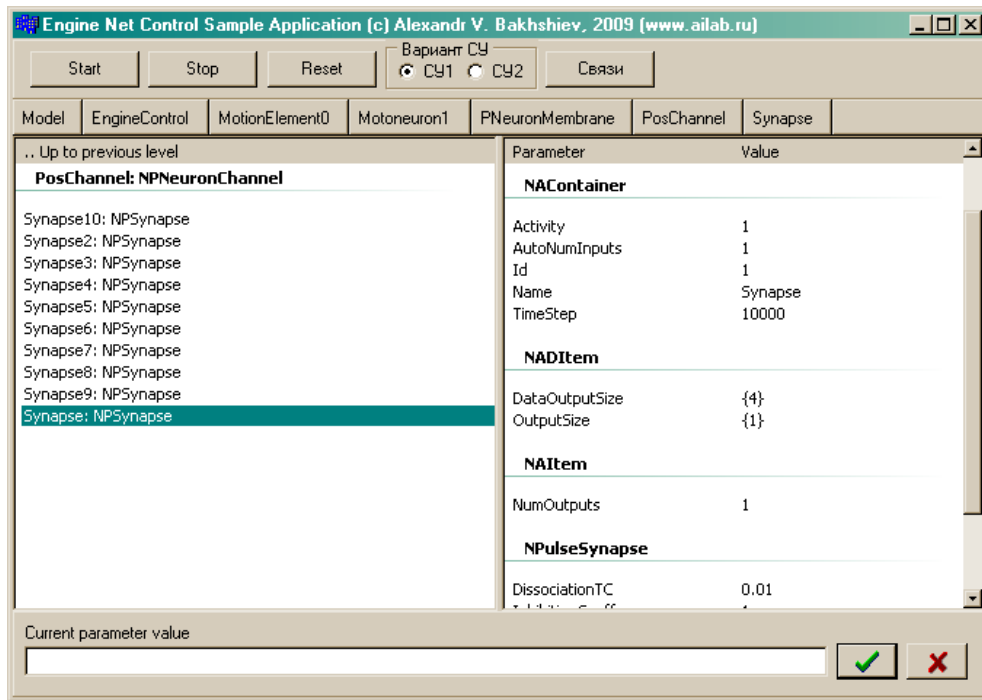 Engine Net Control Sample Application (c) Alexandr V. Bakhshiev, 2009 (www.ailab.ru)
Start Stop Reset Вариант СУ СУ1 СУ2 Связи
Model EngineControl MotionElement0 Motoneuron1 PNeuronMembrane PosChannel Synapse
.. Up to previous level
PosChannel: NPNeuronChannel
Synapse10: NPSynapse
Synapse2: NPSynapse
Synapse3: NPSynapse
Synapse4: NPSynapse
Synapse5: NPSynapse
Synapse6: NPSynapse
Synapse7: NPSynapse
Synapse8: NPSynapse
Synapse9: NPSynapse
Synapse: NPSynapse
Parameter Value
NAContainer
Activity 1
AutoNumInputs 1
Id 1
Name Synapse
TimeStep 10000
NADItem
DataOutputSize {4}
OutputSize {1}
NAItem
NumOutputs 1
NPulseSynapse
DissociationTC 0.01
Current parameter value